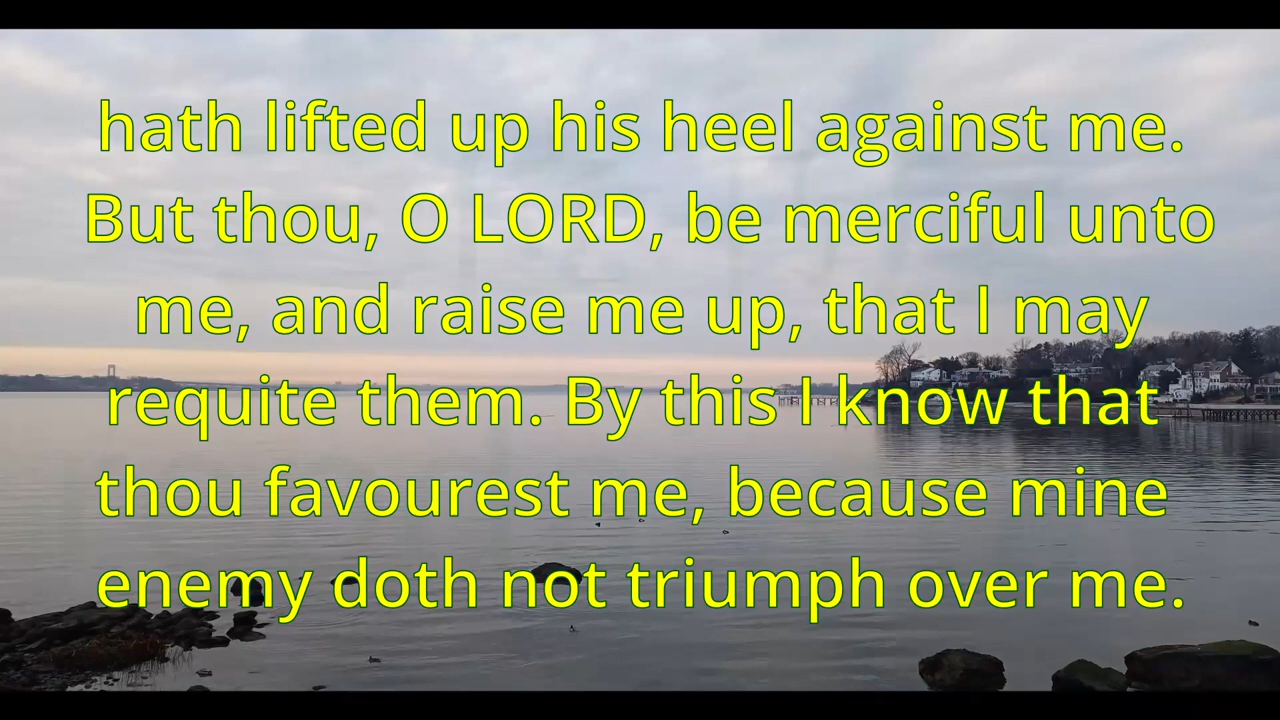 hath lifted up his heel against me.
But thou, O LORD, be merciful unto
me, and raise me up, that I may
requite them. By this I know that
thou favourest me, because mine
enemy doth not triumph over me.